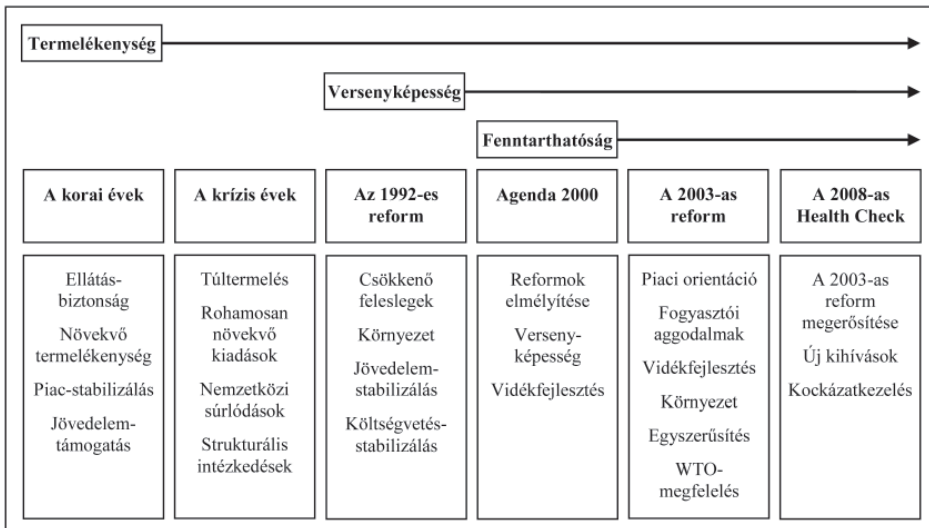 Termelékenység
Versenyképesség
Fenntarthatóság
A korai évek
A krízis évek
Az 1992-es
reform
Agenda 2000
A 2003-as
reform
A 2008-as
Health Check
Ellátás-
biztonság
Növekvő
termelékenység
Piac-stabilizálás
Jövedelem-
támogatás
Túltermelés
Rohamosan
növekvő
kiadások
Nemzetközi
súrlódások
Strukturális
intézkedések
Csökkenő
feleslegek
Környezet
Jövedelem-
stabilizálás
Költségvetés-
stabilizálás
Reformok
elmélyítése
Verseny-
képesség
Vidékfejlesztés
Piaci orientáció
Fogyasztói
aggodalmak
Vidékfejlesztés
Környezet
Egyszerűsítés
WTO-
megfelelés
A 2003-as
reform
megerősítése
Új kihívások
Kockázatkezelés